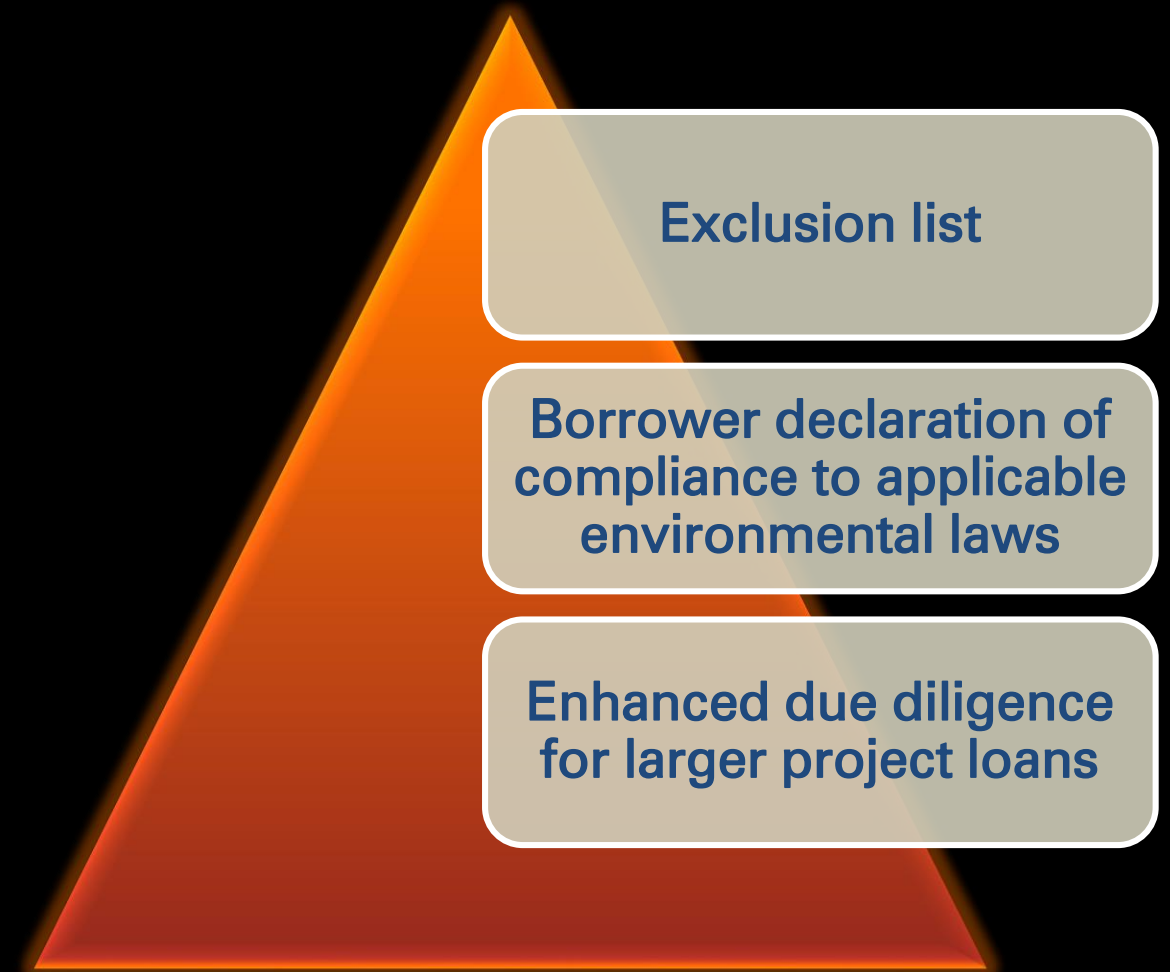 Exclusion list
Borrower declaration of
compliance to applicable
environmental laws
Enhanced due diligence
for larger project loans